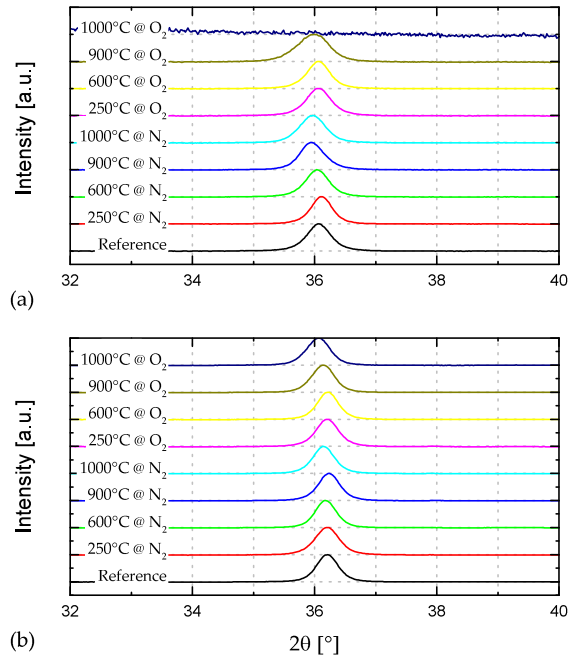 1000°C @ O₂
900°C @ O₂
600°C @ O₂
250°C @ O₂
1000°C @ N₂
900°C @ N₂
600°C @ N₂
250°C @ N₂
Reference
Intensity [a.u.]
32 34 36 38 40
(a)
1000°C @ O₂
900°C @ O₂
600°C @ O₂
250°C @ O₂
1000°C @ N₂
900°C @ N₂
600°C @ N₂
250°C @ N₂
Reference
Intensity [a.u.]
32 34 36 38 40
(b)
2θ [°]